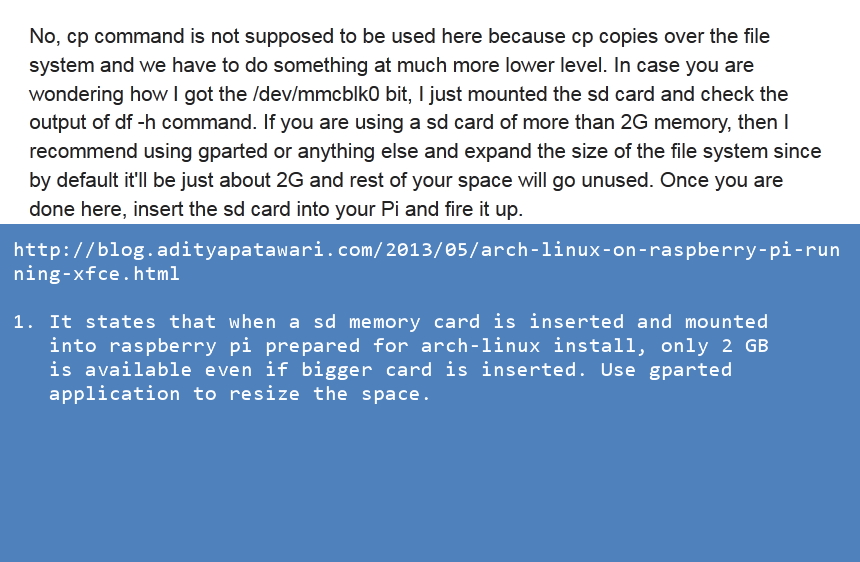 No, cp command is not supposed to be used here because cp copies over the file
system and we have to do something at much more lower level. In case you are
wondering how I got the /dev/mmcblk0 bit, I just mounted the sd card and check the
output of df -h command. If you are using a sd card of more than 2G memory, then I
recommend using gparted or anything else and expand the size of the file system since
by default it'll be just about 2G and rest of your space will go unused. Once you are
done here, insert the sd card into your Pi and fire it up.
http://blog.adityapatawari.com/2013/05/arch-linux-on-raspberry-pi-run
ning-xfce.html
1. It states that when a sd memory card is inserted and mounted
into raspberry pi prepared for arch-linux install, only 2 GB
is available even if bigger card is inserted. Use gparted
application to resize the space.